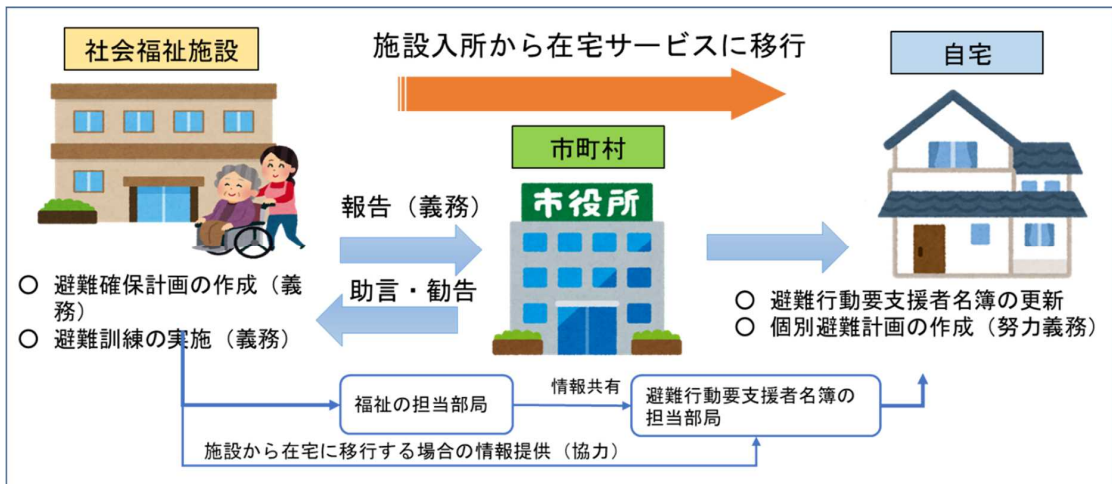 社会福祉施設
施設入所から在宅サービスに移行
自宅
市町村
市役所
報告（義務）
助言・勧告
○ 避難確保計画の作成（義
務）
○ 避難訓練の実施（義務）
○ 避難行動要支援者名簿の更新
○ 個別避難計画の作成（努力義務）
福祉の担当部局
情報共有
避難行動要支援者名簿の
担当部局
施設から在宅に移行する場合の情報提供（協力）